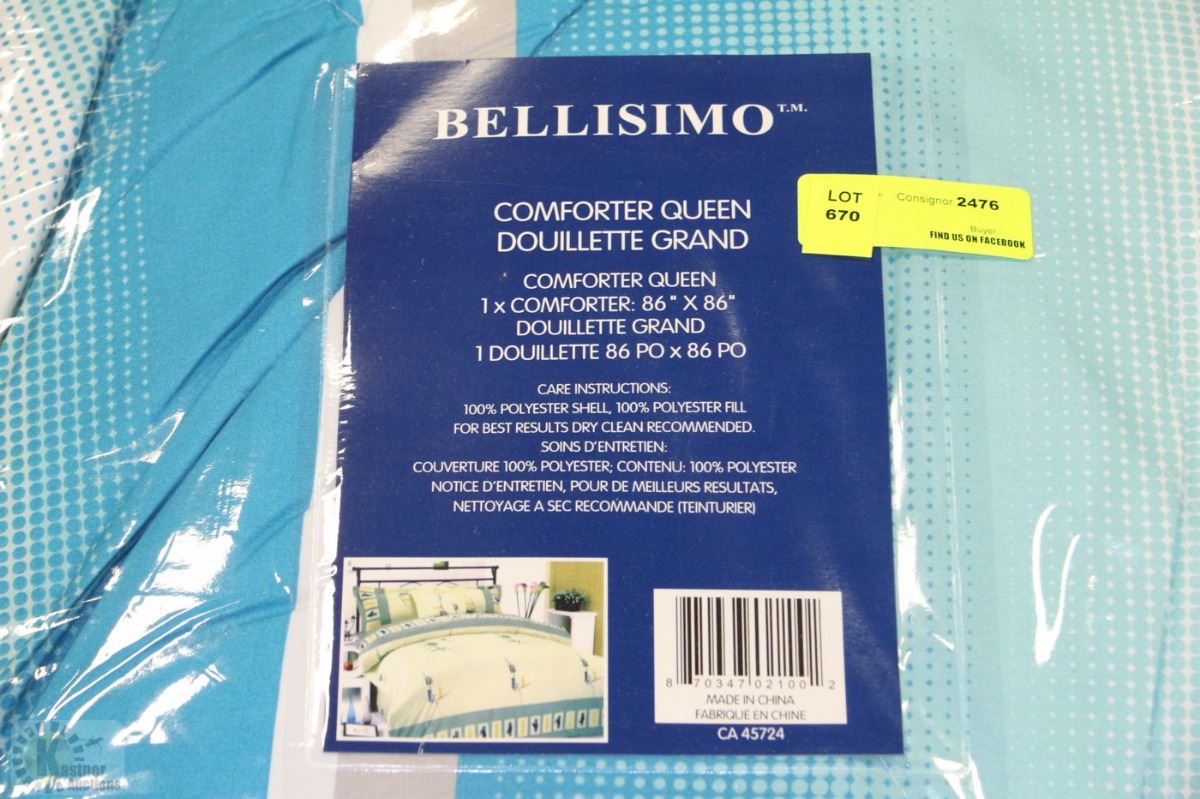 BELLISIMO T.M.
COMFORTER QUEEN
DOUILLETTE GRAND
COMFORTER QUEEN
1 x COMFORTER: 86 " X 86"
DOUILLETTE GRAND
1 DOUILLETTE 86 PO x 86 PO
CARE INSTRUCTIONS:
100% POLYESTER SHELL, 100% POLYESTER FILL
FOR BEST RESULTS DRY CLEAN RECOMMENDED.
SOINS D'ENTRETIEN:
COUVERTURE 100% POLYESTER; CONTENU: 100% POLYESTER
NOTICE D'ENTRETIEN, POUR DE MEILLEURS RESULTATS,
NETTOYAGE A SEC RECOMMANDE (TEINTURIER)
LOT
670
Consignor 2476
Buyer:
FIND US ON FACEBOOK
8 70347 02100 2
MADE IN CHINA
FABRIQUÉ EN CHINE
CA 45724
Kastner
Auctions